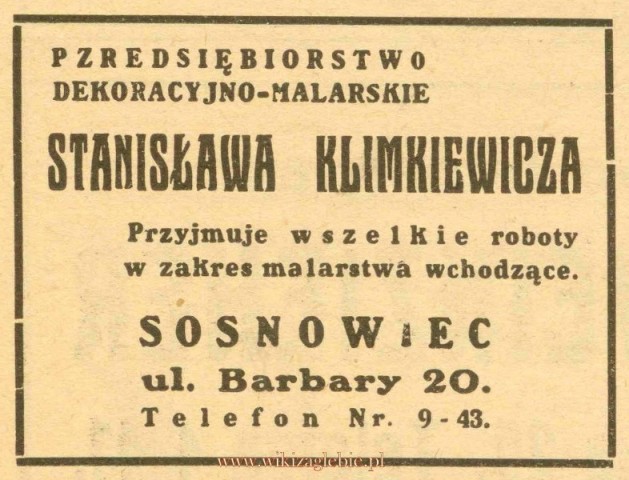 PZREDSIĘBIORSTWO
DEKORACYJNO-MALARSKIE
STANISŁAWA KLIMKIEWICZA
Przyjmuje wszelkie roboty
w zakres malarstwa wchodzące.
SOSNOWIEC
ul. Barbary 20.
Telefon Nr. 9-43.
www.wikizaglebie.pl